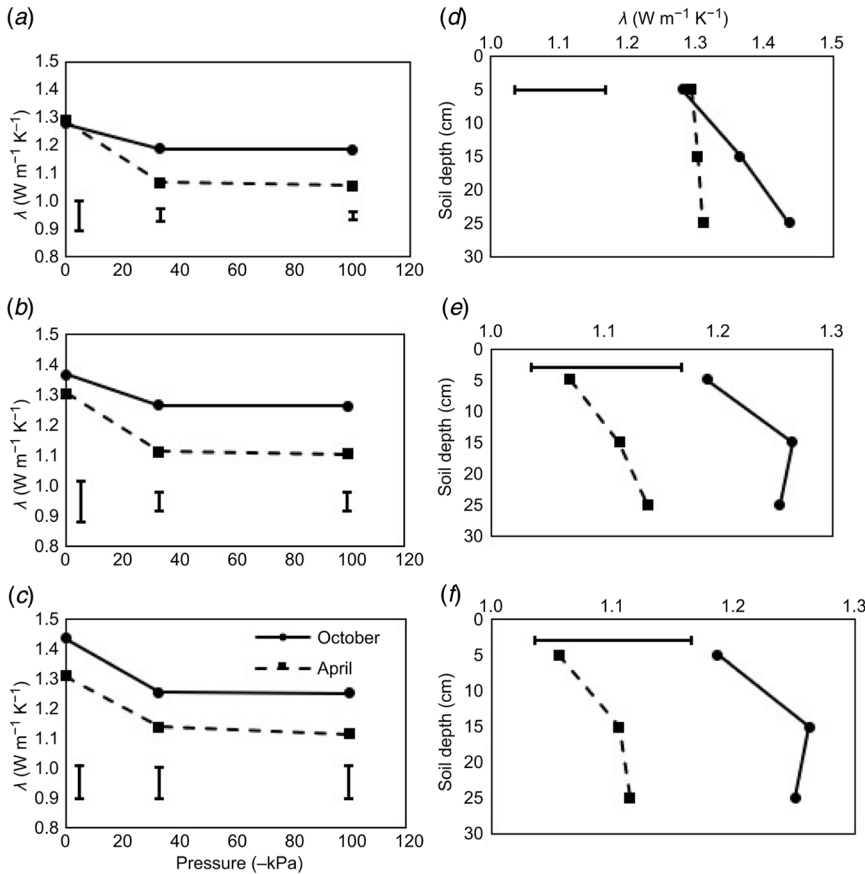 (a)
1.5
1.4
1.3
1.2
1.1
1.0
0.9
0.8
λ (W m⁻¹ K⁻¹)
0 20 40 60 80 100 120
(d)
λ (W m⁻¹ K⁻¹)
1.0 1.1 1.2 1.3 1.4 1.5
0
5
10
15
20
25
30
Soil depth (cm)
(b)
1.5
1.4
1.3
1.2
1.1
1.0
0.9
0.8
λ (W m⁻¹ K⁻¹)
0 20 40 60 80 100 120
(e)
1.0 1.1 1.2 1.3
0
5
10
15
20
25
30
Soil depth (cm)
(c)
1.5
1.4
1.3
1.2
1.1
1.0
0.9
0.8
λ (W m⁻¹ K⁻¹)
October
April
0 20 40 60 80 100 120
Pressure (–kPa)
(f)
1.0 1.1 1.2 1.3
0
5
10
15
20
25
30
Soil depth (cm)